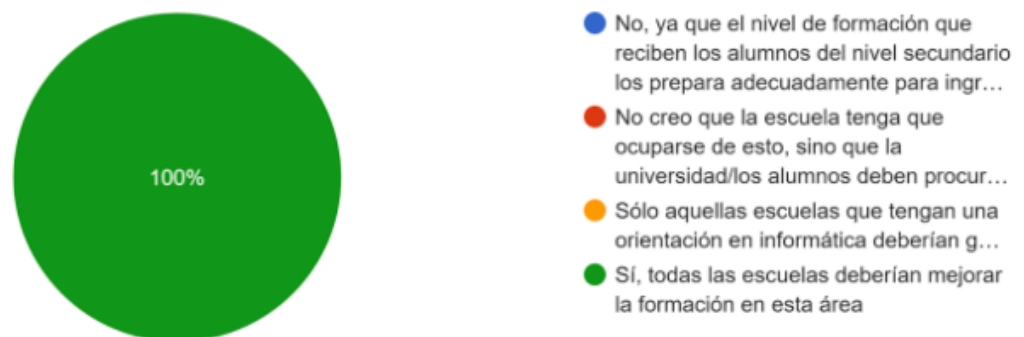 100%
No, ya que el nivel de formación que
reciben los alumnos del nivel secundario
los prepara adecuadamente para ingr…
No creo que la escuela tenga que
ocuparse de esto, sino que la
universidad/los alumnos deben procur…
Sólo aquellas escuelas que tengan una
orientación en informática deberían g…
Sí, todas las escuelas deberían mejorar
la formación en esta área